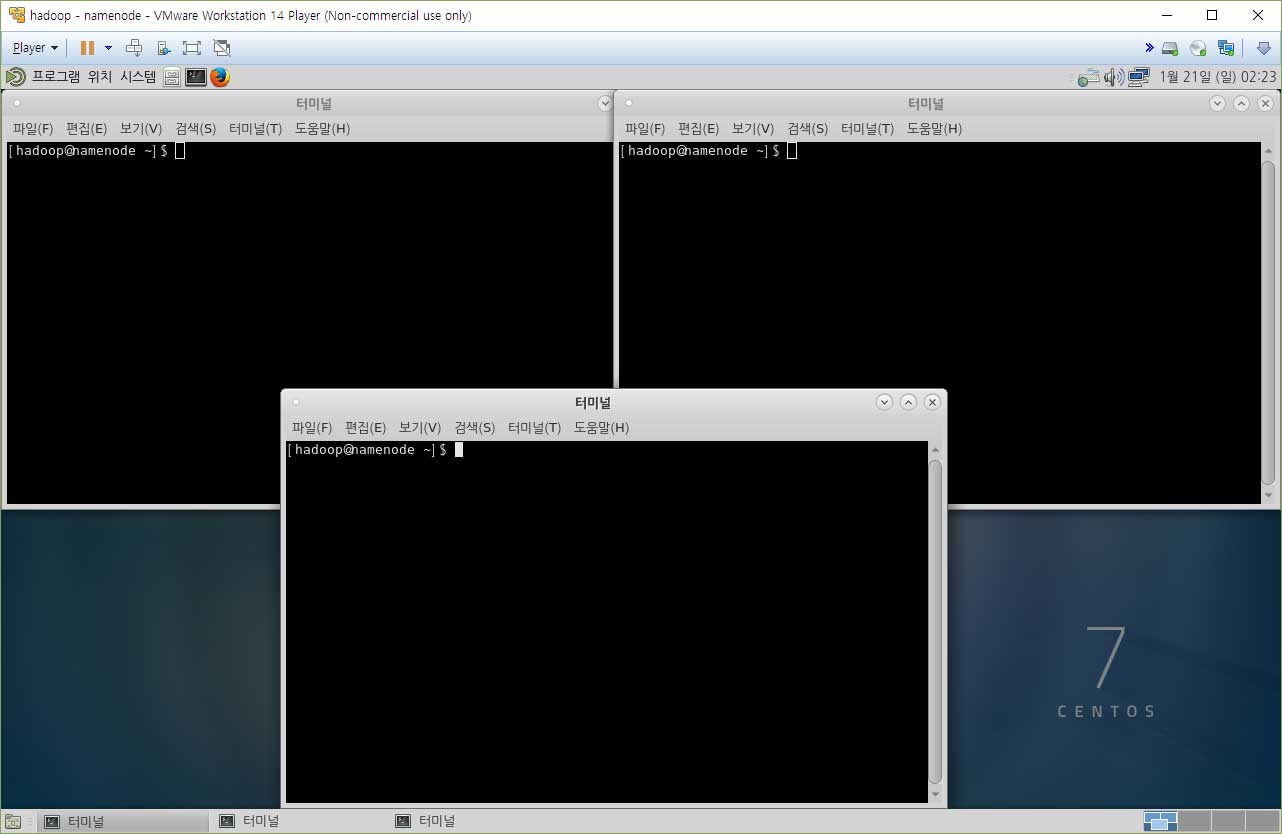 hadoop - namenode - VMware Workstation 14 Player (Non-commercial use only)
Player
프로그램 위치 시스템 1월 21일 (일) 02:23
터미널
파일(F) 편집(E) 보기(V) 검색(S) 터미널(T) 도움말(H)
[hadoop@namenode ~]$
터미널
파일(F) 편집(E) 보기(V) 검색(S) 터미널(T) 도움말(H)
[hadoop@namenode ~]$
터미널
파일(F) 편집(E) 보기(V) 검색(S) 터미널(T) 도움말(H)
[hadoop@namenode ~]$
7
CENTOS
터미널 터미널 터미널